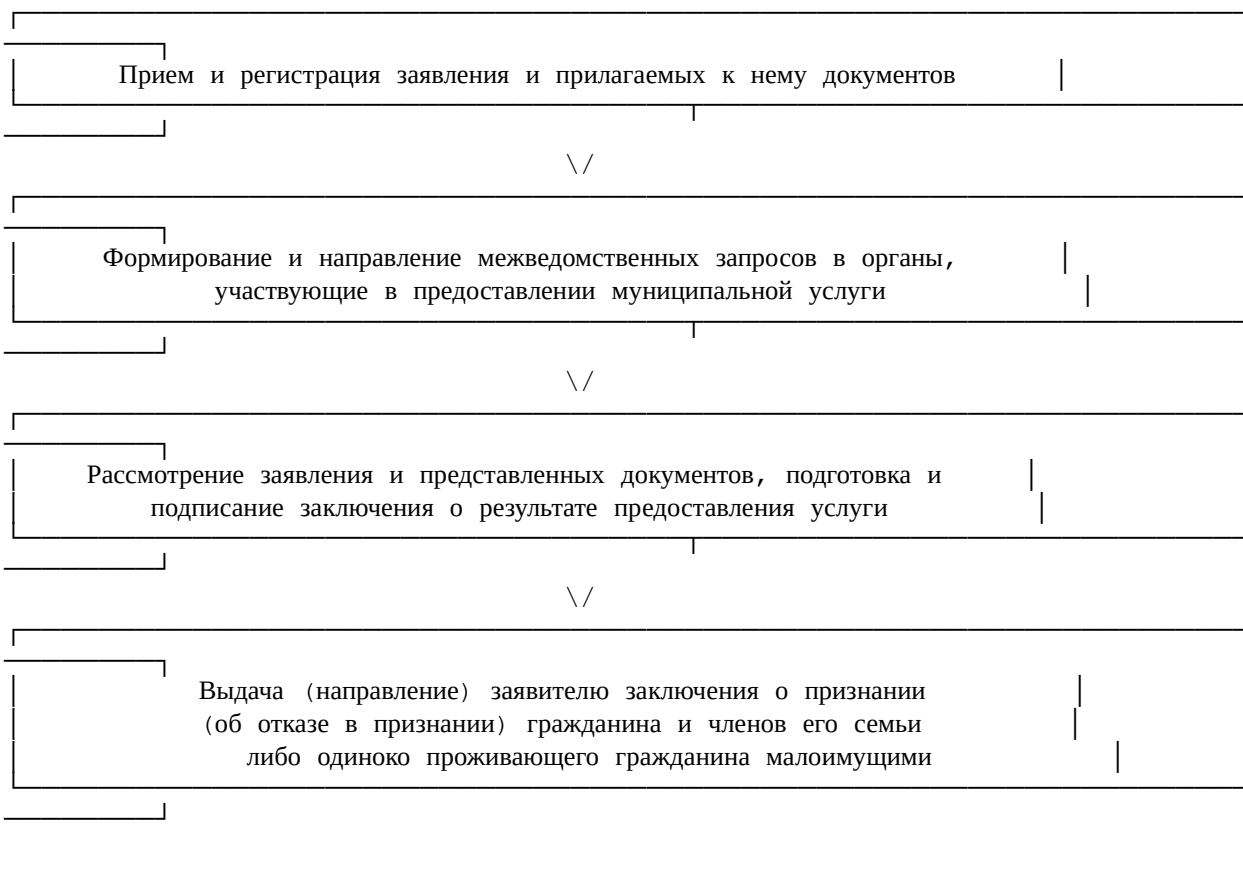 Прием и регистрация заявления и прилагаемых к нему документов
\/
Формирование и направление межведомственных запросов в органы,
участвующие в предоставлении муниципальной услуги
\/
Рассмотрение заявления и представленных документов, подготовка и
подписание заключения о результате предоставления услуги
\/
Выдача (направление) заявителю заключения о признании
(об отказе в признании) гражданина и членов его семьи
либо одиноко проживающего гражданина малоимущими